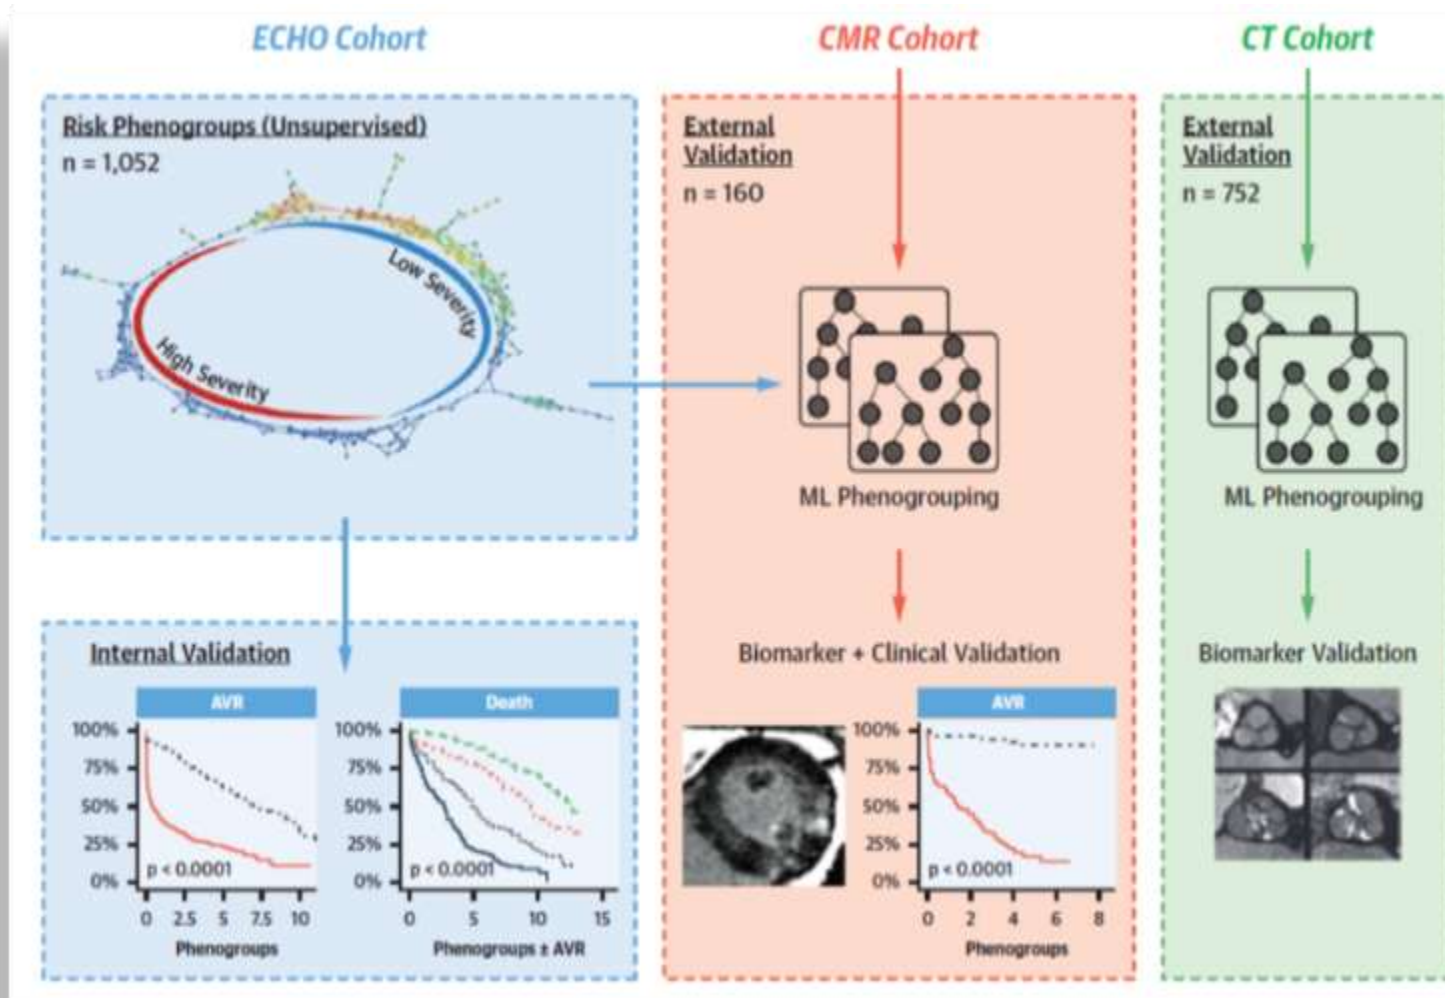 ECHO Cohort
CMR Cohort
CT Cohort
Risk Phenogroups (Unsupervised)
n = 1,052
Low Severity
High Severity
External
Validation
n = 160
ML Phenogrouping
External
Validation
n = 752
ML Phenogrouping
Internal Validation
AVR
100%
75%
50%
25%
0%
p < 0.0001
0 2.5 5 7.5 10
Phenogroups
Death
100%
75%
50%
25%
0%
p < 0.0001
0 5 10 15
Phenogroups ± AVR
Biomarker + Clinical Validation
AVR
100%
75%
50%
25%
0%
p < 0.0001
0 2 4 6 8
Phenogroups
Biomarker Validation